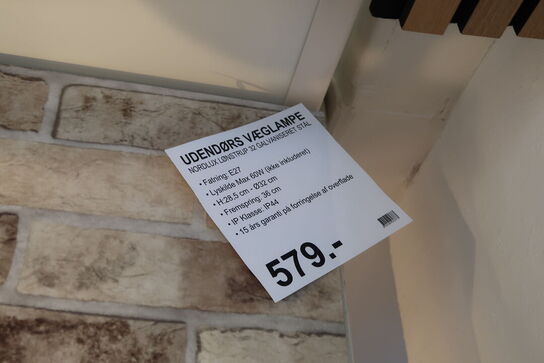 UDENDØRS VÆGLAMPE
NORDLUX LØNSTRUP 32 GALVANISERET STÅL
• Fatning: E27
• Lyskilde Max 60W (ikke inkluderet)
• H:28,5 cm - Ø32 cm
• Fremspring: 36 cm
• IP Klasse: IP44
• 15 års garanti på forringelse af overflade
579.-